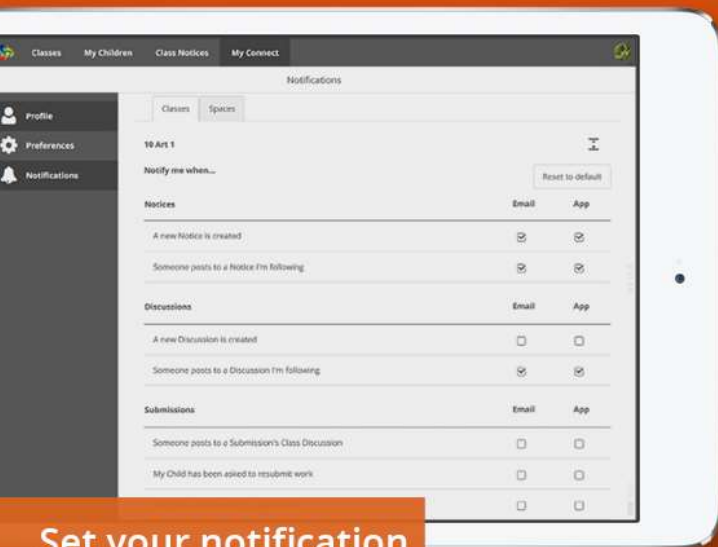 Classes My Children Class Notices My Connect
Notifications
Profile
Preferences
Notifications
Classes Spaces
10 Art 1
Notify me when...
Reset to default
Notices Email App
A new Notice is created
Someone posts to a Notice I'm following
Discussions Email App
A new Discussion is created
Someone posts to a Discussion I'm following
Submissions Email App
Someone posts to a Submission's Class Discussion
My Child has been asked to resubmit work
Set your notification